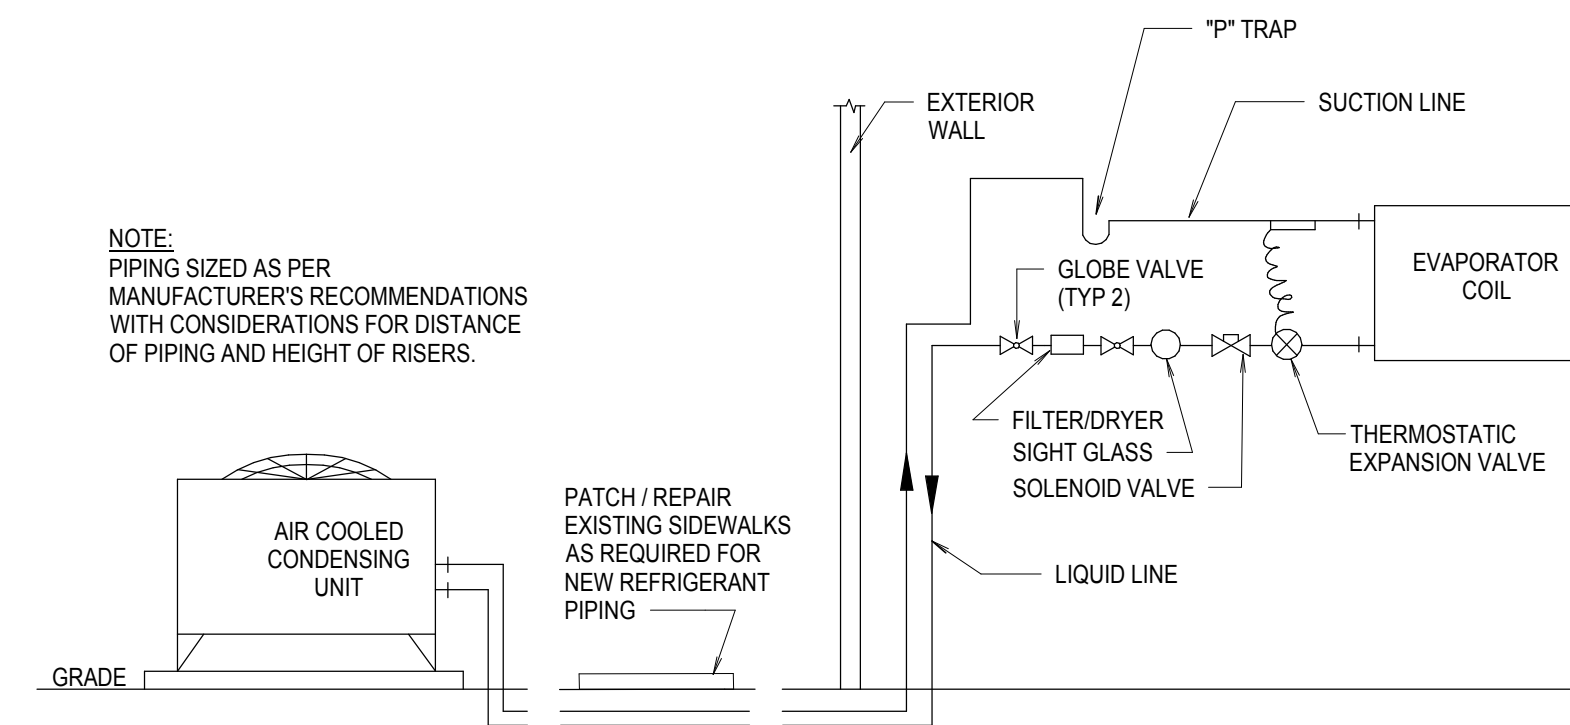 "P" TRAP
EXTERIOR
WALL
SUCTION LINE
NOTE:
PIPING SIZED AS PER
MANUFACTURER'S RECOMMENDATIONS
WITH CONSIDERATIONS FOR DISTANCE
OF PIPING AND HEIGHT OF RISERS.
GLOBE VALVE
(TYP 2)
EVAPORATOR
COIL
FILTER/DRYER
SIGHT GLASS
SOLENOID VALVE
THERMOSTATIC
EXPANSION VALVE
AIR COOLED
CONDENSING
UNIT
PATCH / REPAIR
EXISTING SIDEWALKS
AS REQUIRED FOR
NEW REFRIGERANT
PIPING
LIQUID LINE
GRADE